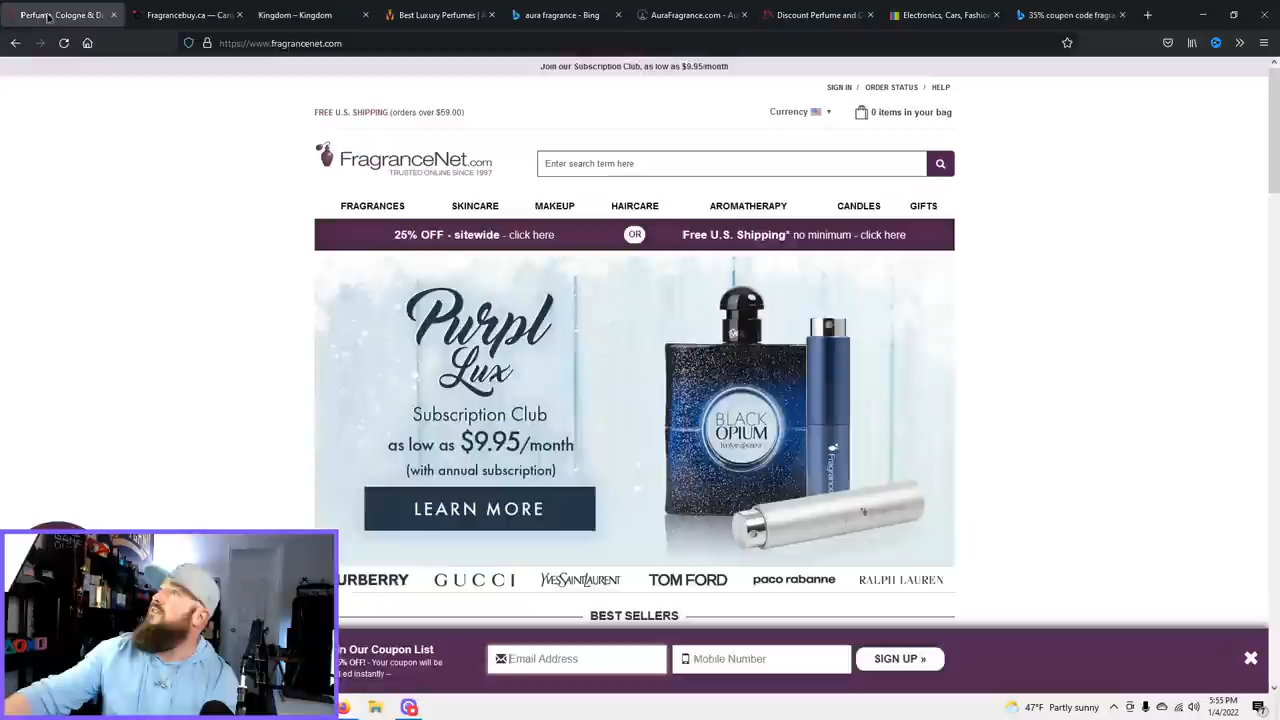 Perfume, Cologne & Di
Fragrancebuy.ca — Can
Kingdom – Kingdom Fra
Best Luxury Perfumes |
cologne aura - Bing
AuraFragrance.com - Au
Discount Perfume and C
Electronics, Cars, Fashion
35% coupon code fragra
https://www.fragrancenet.com
Join our Subscription Club, as low as $9.95/month
SIGN IN / ORDER STATUS / HELP
FREE U.S. SHIPPING (orders over $59.00)
Currency
0 items in your bag
FragranceNet.com
TRUSTED ONLINE SINCE 1997
Enter search term here
FRAGRANCES SKINCARE MAKEUP HAIRCARE AROMATHERAPY CANDLES GIFTS
25% OFF - sitewide - click here OR Free U.S. Shipping* no minimum - click here
Purpl
Lux
Subscription Club
as low as $9.95/month
(with annual subscription)
LEARN MORE
BLACK
OPIUM
YVES SAINT LAURENT
Fragrance
URBERRY GUCCI YVES SAINT LAURENT TOM FORD paco rabanne RALPH LAUREN
BEST SELLERS
n Our Coupon List
5% OFF! - Your coupon will be
ed instantly --
Email Address
Mobile Number
SIGN UP »
47°F Partly sunny
5:55 PM
1/4/2022